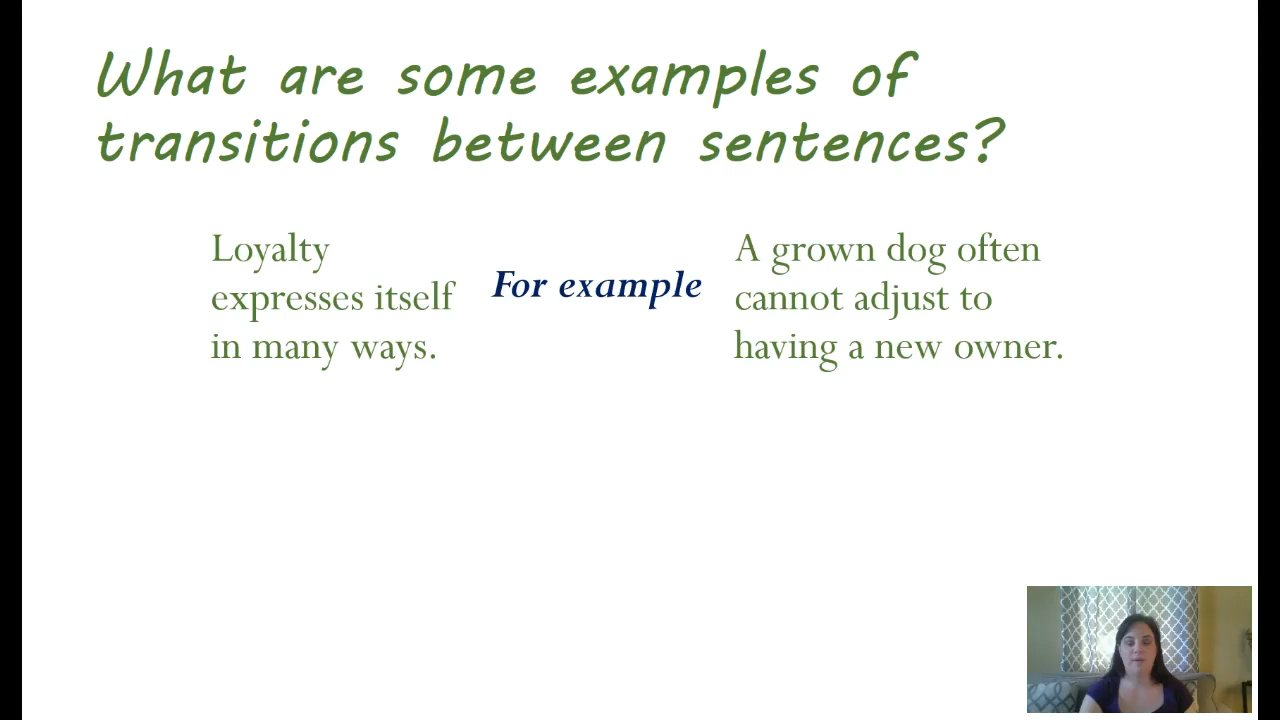 What are some examples of
transitions between sentences?
Loyalty
expresses itself
in many ways.
For example
A grown dog often
cannot adjust to
having a new owner.